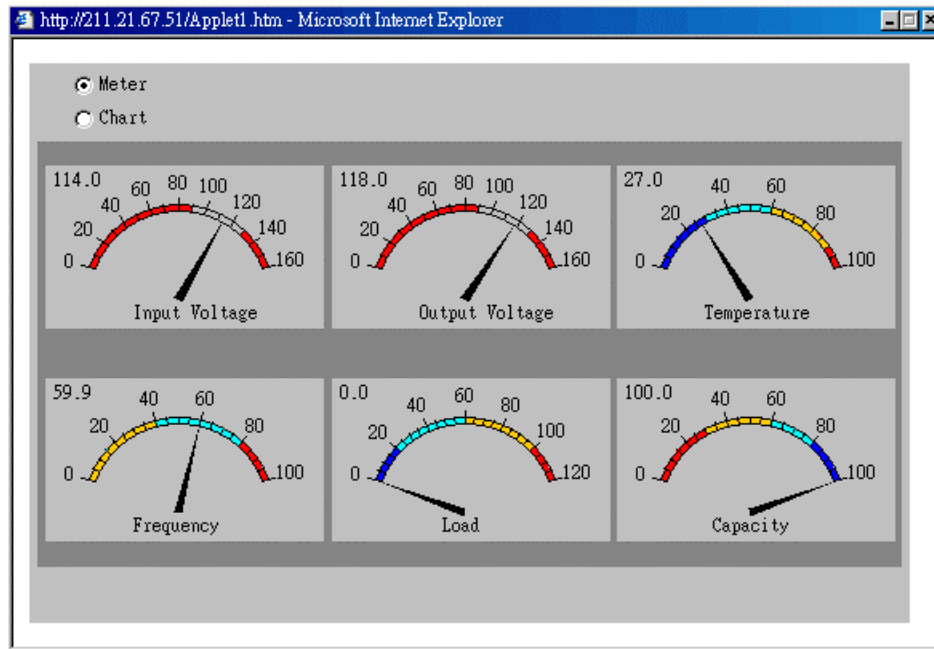 http://211.21.67.51/Applet1.htm - Microsoft Internet Explorer
Meter
Chart
114.0
0 20 40 60 80 100 120 140 160
Input Voltage
118.0
0 20 40 60 80 100 120 140 160
Output Voltage
27.0
0 20 40 60 80 100
Temperature
59.9
0 20 40 60 80 100
Frequency
0.0
0 20 40 60 80 100 120
Load
100.0
0 20 40 60 80 100
Capacity